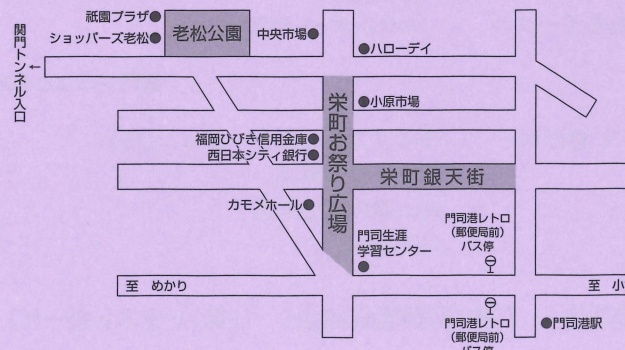 祇園プラザ●
ショッパーズ老松●
老松公園
中央市場●
●ハローデイ
関門トンネル入口
←
●小原市場
栄町お祭り広場
福岡ひびき信用金庫●
西日本シティ銀行●
栄町銀天街
カモメホール●
門司生涯
学習センター
●
門司港レトロ
（郵便局前）
バス停
至　めかり
至　小
門司港レトロ
（郵便局前）
バス停
●門司港駅